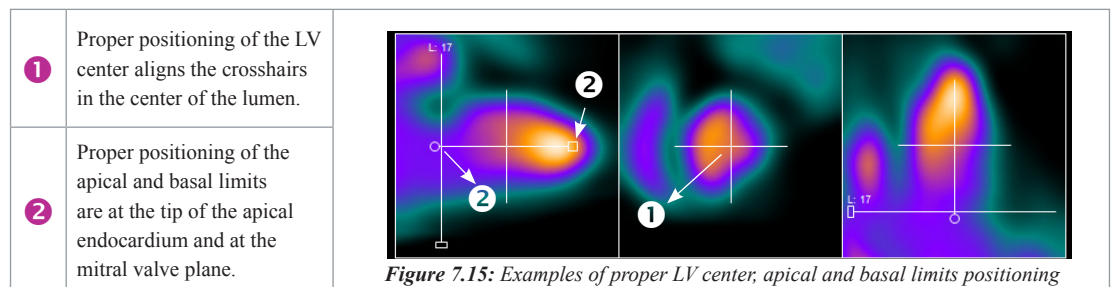 1
Proper positioning of the LV
center aligns the crosshairs
in the center of the lumen.
2
Proper positioning of the
apical and basal limits
are at the tip of the apical
endocardium and at the
mitral valve plane.
L: 17
2
2
1
L: 17
Figure 7.15: Examples of proper LV center, apical and basal limits positioning